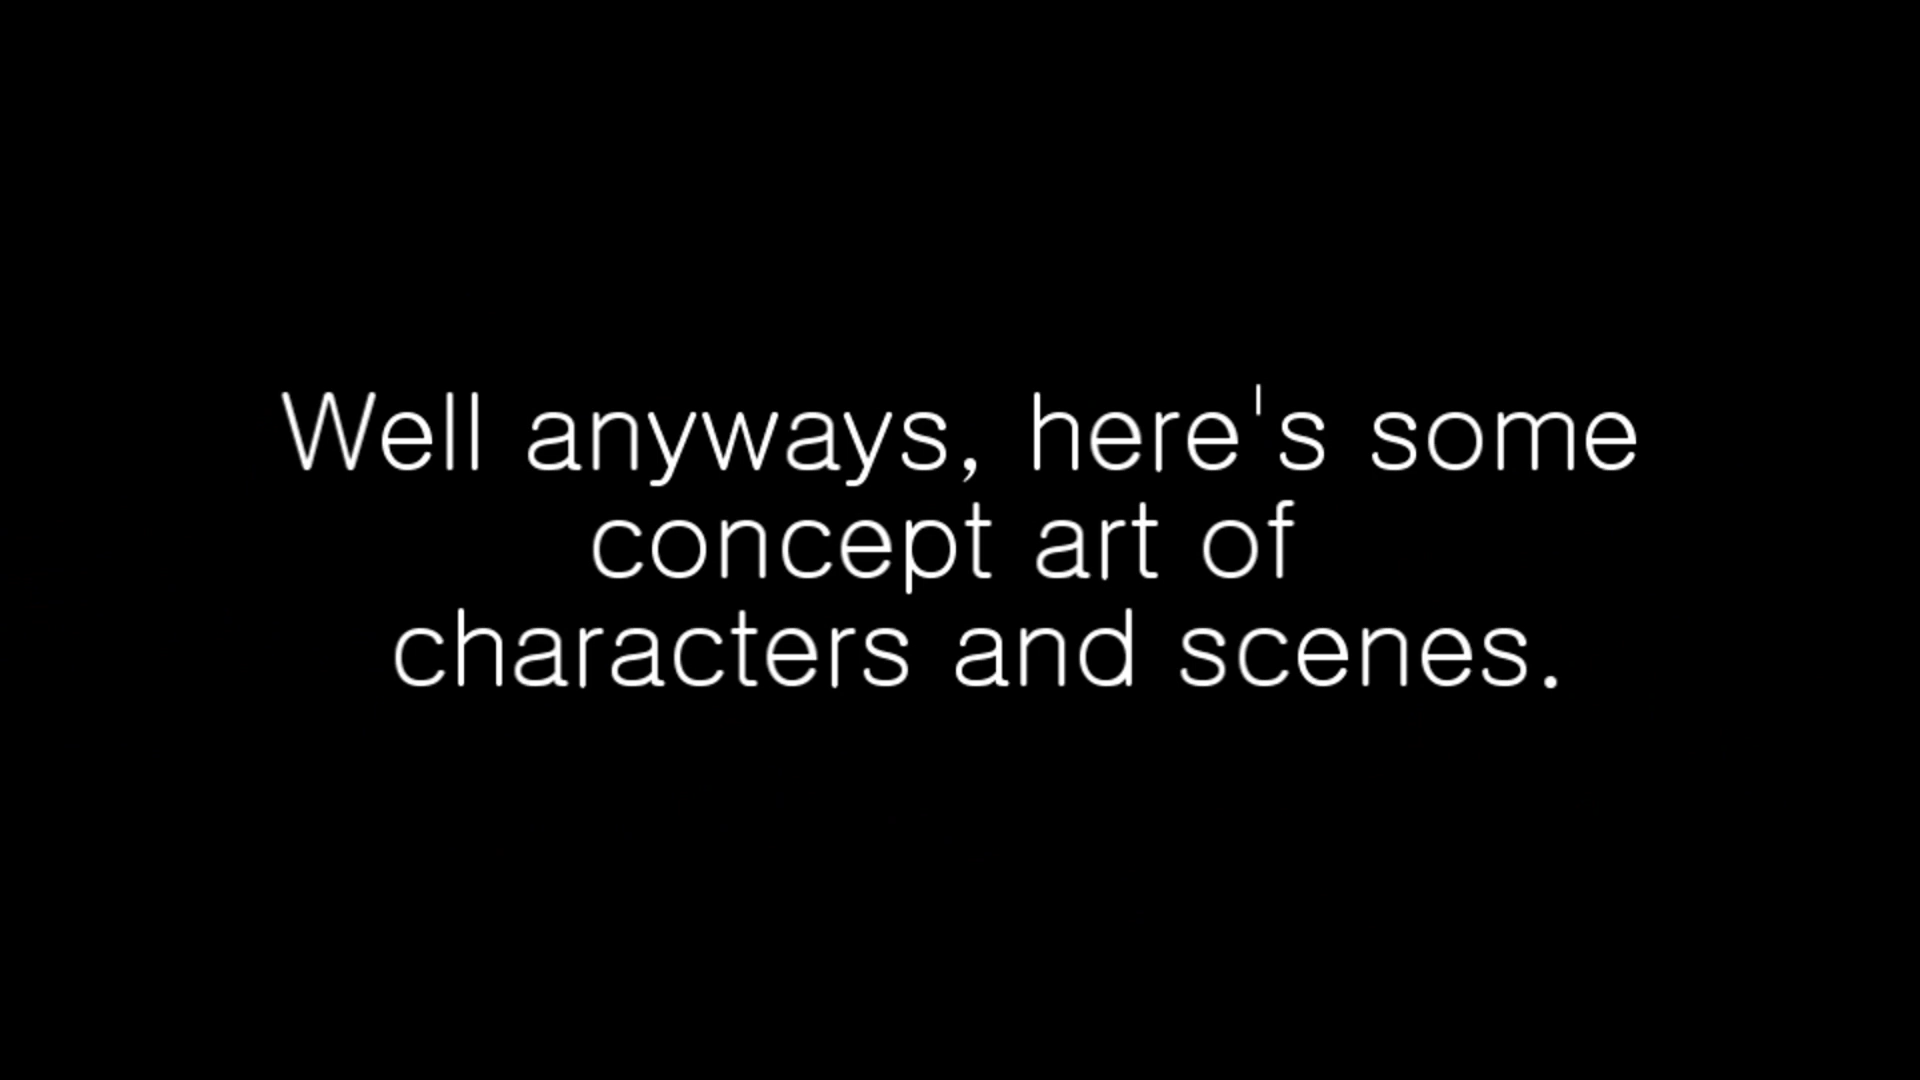 Well anyways, here's some
concept art of
characters and scenes.